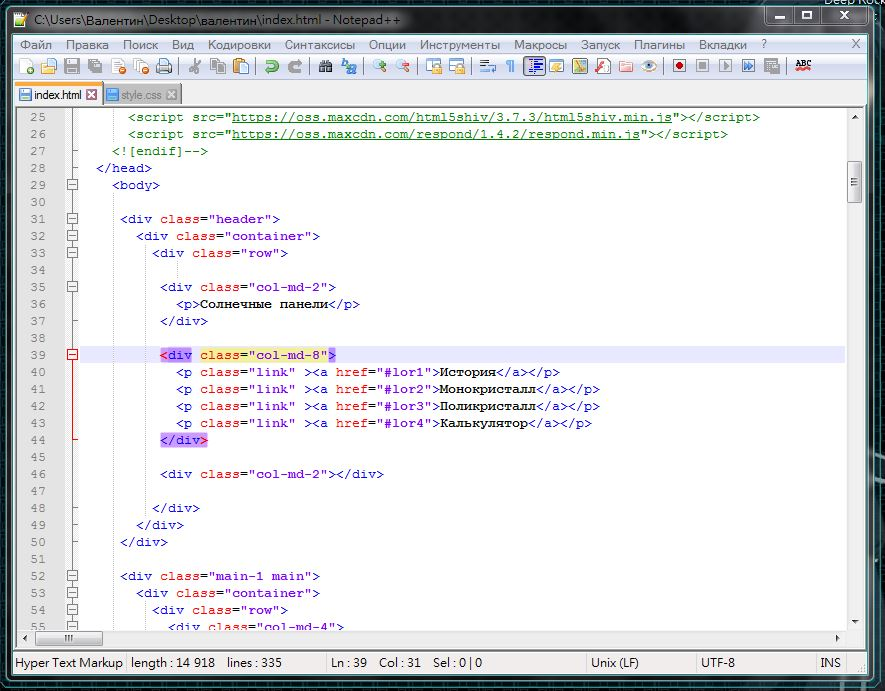 Deep Rock
C:\Users\Валентин\Desktop\валентин\index.html - Notepad++
Файл Правка Поиск Вид Кодировки Синтаксисы Опции Инструменты Макросы Запуск Плагины Вкладки ? X
ABC
index.html style.css
25 <script src="https://oss.maxcdn.com/html5shiv/3.7.3/html5shiv.min.js"></script>
26 <script src="https://oss.maxcdn.com/respond/1.4.2/respond.min.js"></script>
27 <![endif]-->
28 </head>
29 <body>
30
31 <div class="header">
32 <div class="container">
33 <div class="row">
34
35 <div class="col-md-2">
36 <p>Солнечные панели</p>
37 </div>
38
39 <div class="col-md-8">
40 <p class="link" ><a href="#lor1">История</a></p>
41 <p class="link" ><a href="#lor2">Монокристалл</a></p>
42 <p class="link" ><a href="#lor3">Поликристалл</a></p>
43 <p class="link" ><a href="#lor4">Калькулятор</a></p>
44 </div>
45
46 <div class="col-md-2"></div>
47
48 </div>
49 </div>
50 </div>
51
52 <div class="main-1 main">
53 <div class="container">
54 <div class="row">
55 <div class="col-md-4">
Hyper Text Markup length : 14 918 lines : 335 Ln : 39 Col : 31 Sel : 0 | 0 Unix (LF) UTF-8 INS